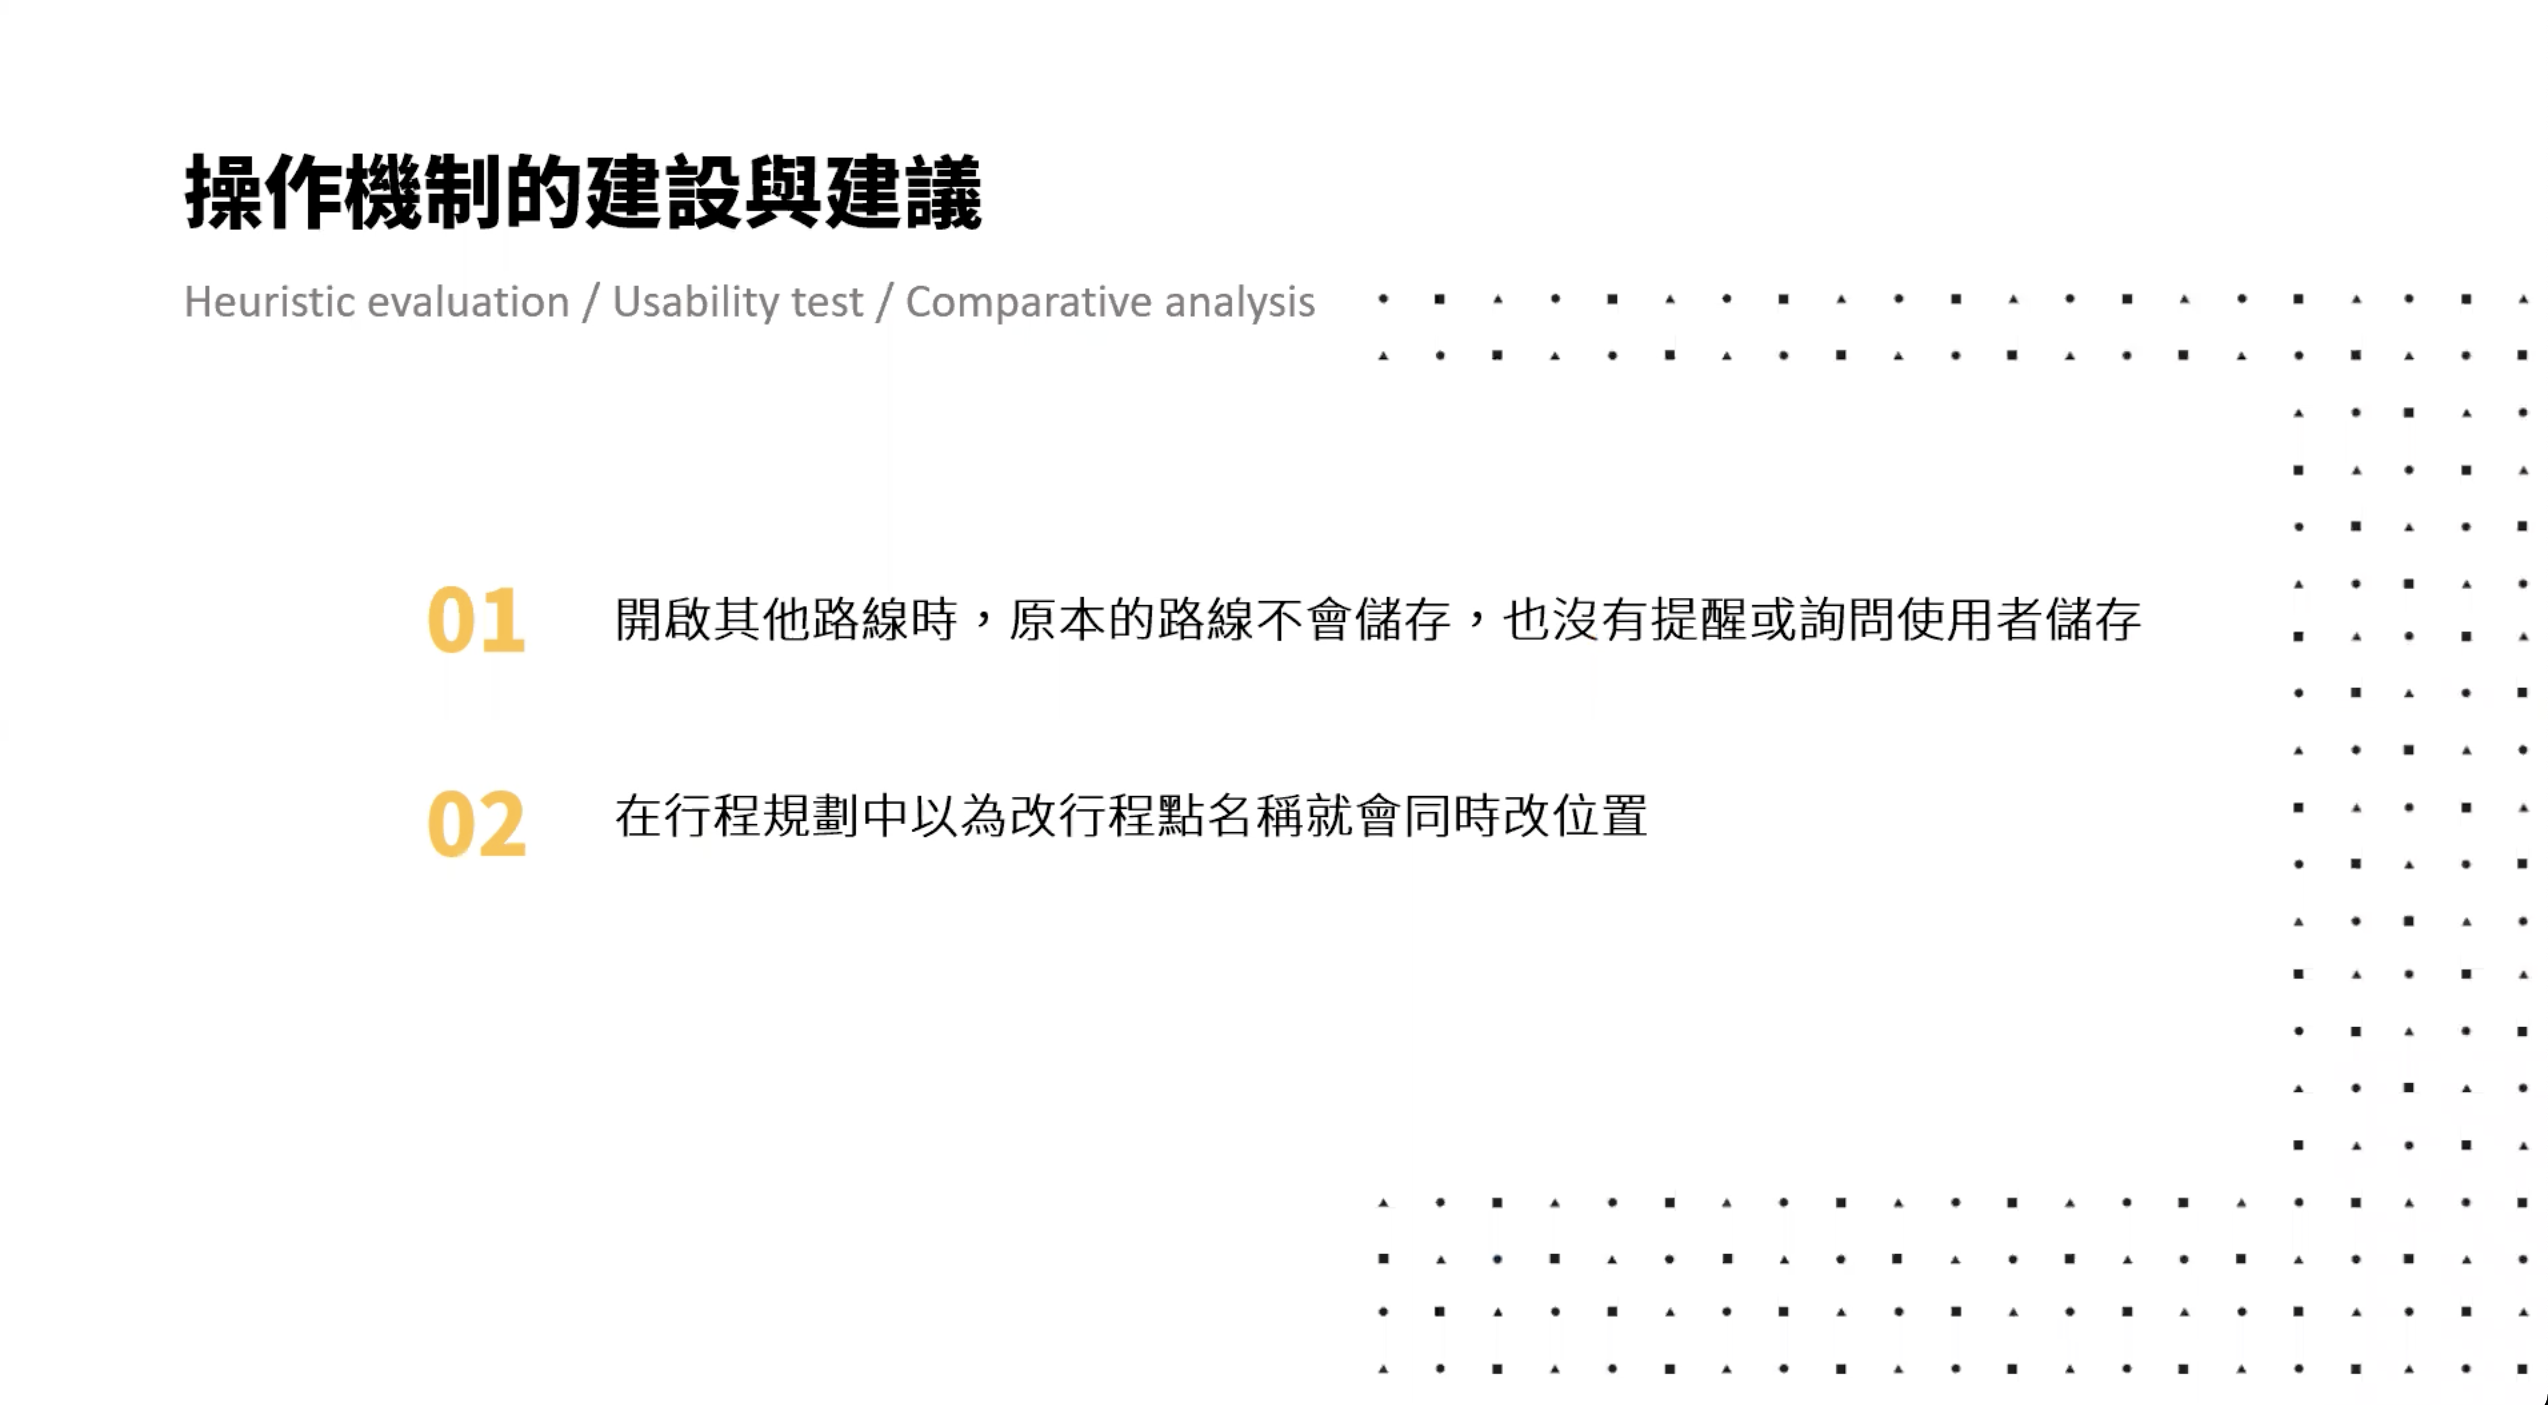 操作機制的建設與建議
Heuristic evaluation / Usability test / Comparative analysis
01 開啟其他路線時，原本的路線不會儲存，也沒有提醒或詢問使用者儲存
02 在行程規劃中以為改行程點名稱就會同時改位置